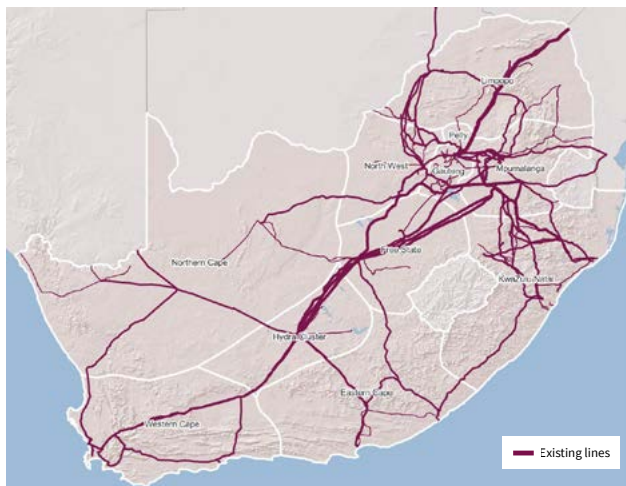 Limpopo
Pelly
North West
Gauteng
Mpumalanga
Free State
Northern Cape
KwaZulu-Natal
Hydra Cluster
Eastern Cape
Western Cape
Existing lines